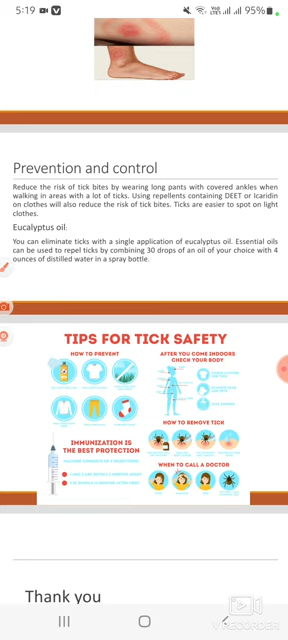 5:19
Vo)
LTE1
95%
Prevention and control
Reduce the risk of tick bites by wearing long pants with covered ankles when
walking in areas with a lot of ticks. Using repellents containing DEET or Icaridin
on clothes will also reduce the risk of tick bites. Ticks are easier to spot on light
clothes.
Eucalyptus oil:
You can eliminate ticks with a single application of eucalyptus oil. Essential oils
can be used to repel ticks by combining 30 drops of an oil of your choice with 4
ounces of distilled water in a spray bottle.
TIPS FOR TICK SAFETY
HOW TO PREVENT
AFTER YOU COME INDOORS
CHECK YOUR BODY
HOW TO REMOVE TICK
IMMUNIZATION IS
THE BEST PROTECTION
WHEN TO CALL A DOCTOR
Thank you
V RECORDER